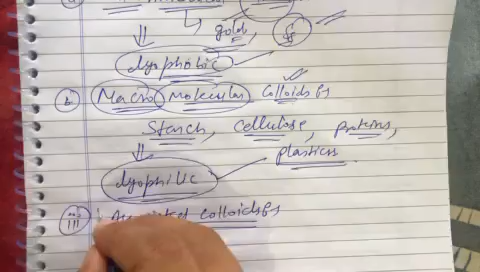 gold, S
lyophobic
b Macro Molecular Colloids
Starch, Cellulose, proteins,
plastics
lyophilic
iii Associated colloids